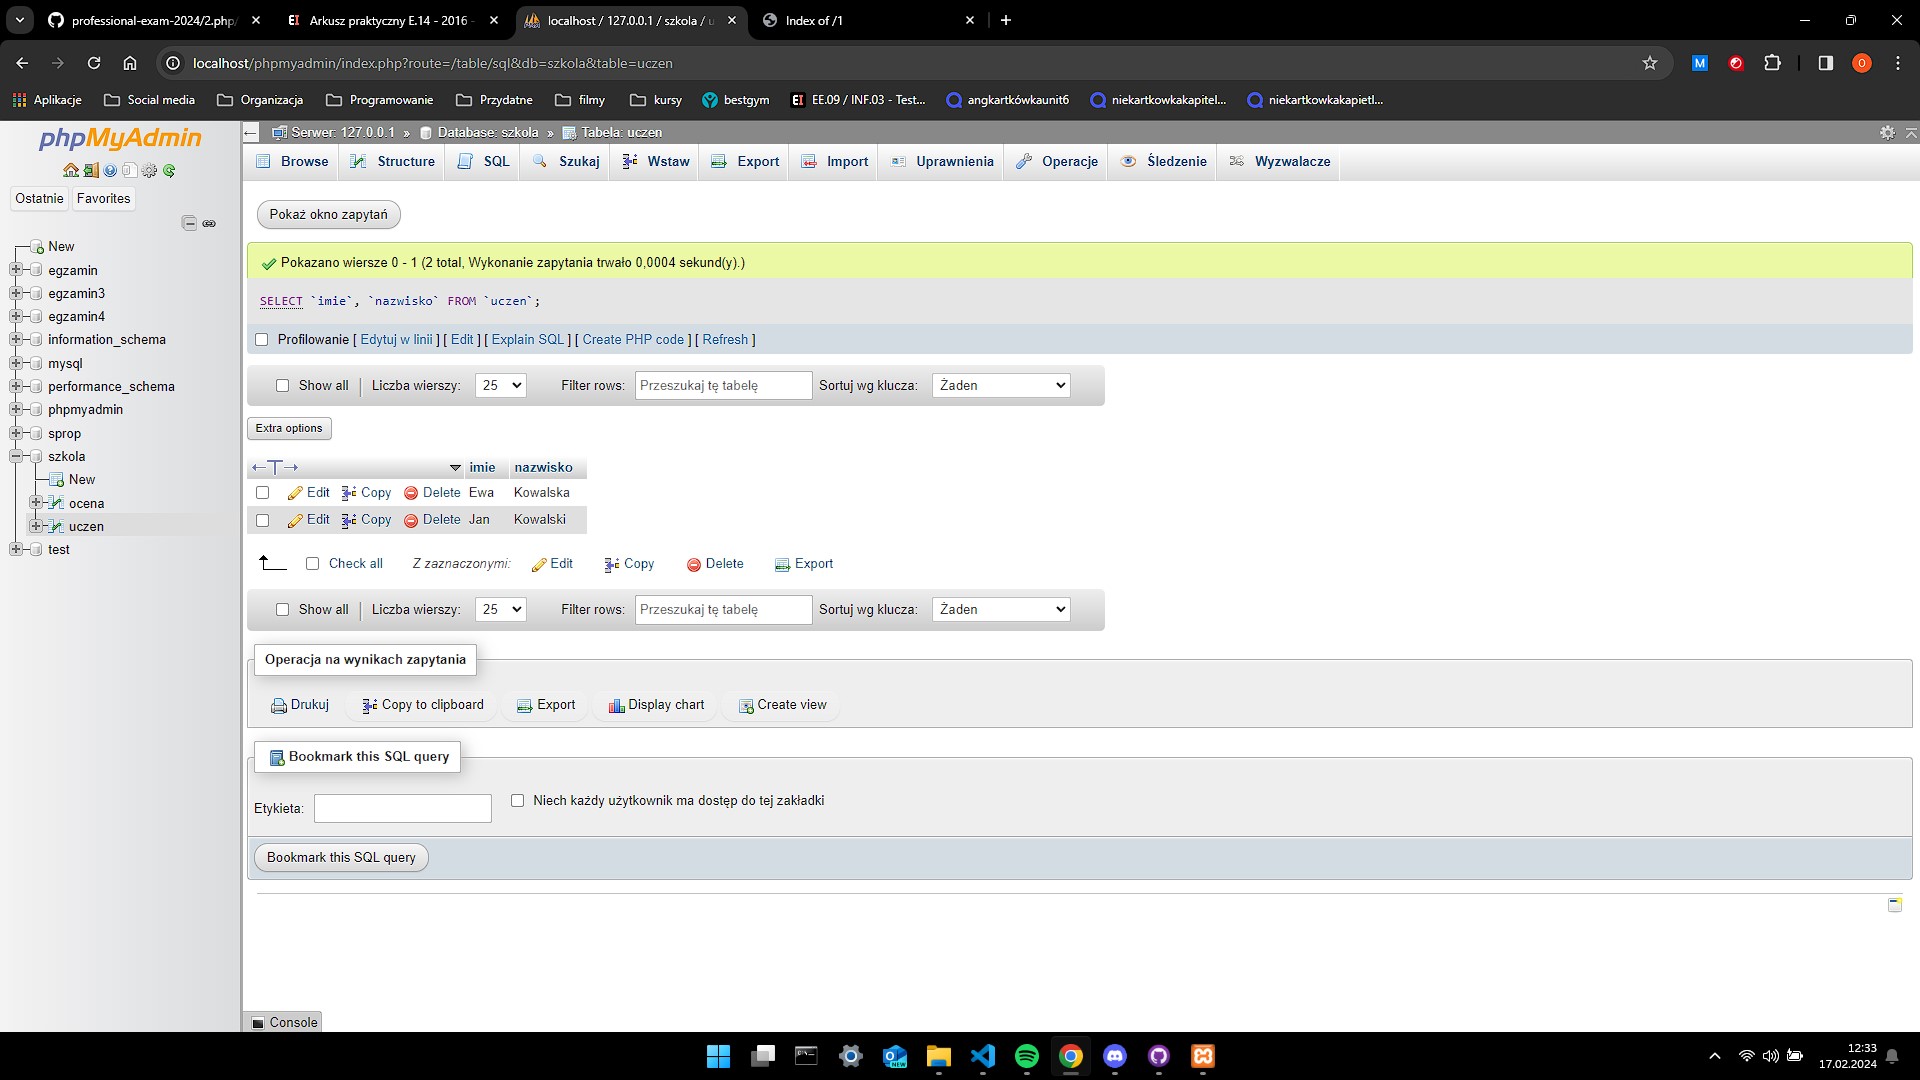 professional-exam-2024/2.php
EI Arkusz praktyczny E.14 - 2016 -
localhost / 127.0.0.1 / szkola / u
Index of /1
localhost/phpmyadmin/index.php?route=/table/sql&db=szkola&table=uczen
M
O
Aplikacje
Social media
Organizacja
Programowanie
Przydatne
filmy
kursy
bestgym
EI EE.09 / INF.03 - Test...
angkartkówkaunit6
niekartkowkakapitel...
niekartkowkakapietl...
phpMyAdmin
Ostatnie
Favorites
New
egzamin
egzamin3
egzamin4
information_schema
mysql
performance_schema
phpmyadmin
sprop
szkola
New
ocena
uczen
test
Serwer: 127.0.0.1 » Database: szkola » Tabela: uczen
Browse
Structure
SQL
Szukaj
Wstaw
Export
Import
Uprawnienia
Operacje
Śledzenie
Wyzwalacze
Pokaż okno zapytań
Pokazano wiersze 0 - 1 (2 total, Wykonanie zapytania trwało 0,0004 sekund(y).)
SELECT `imie`, `nazwisko` FROM `uczen`;
Profilowanie [ Edytuj w linii ] [ Edit ] [ Explain SQL ] [ Create PHP code ] [ Refresh ]
Show all | Liczba wierszy: 25 Filter rows: Przeszukaj tę tabelę Sortuj wg klucza: Żaden
Extra options
←T→ imie nazwisko
Edit Copy Delete Ewa Kowalska
Edit Copy Delete Jan Kowalski
Check all Z zaznaczonymi: Edit Copy Delete Export
Show all | Liczba wierszy: 25 Filter rows: Przeszukaj tę tabelę Sortuj wg klucza: Żaden
Operacja na wynikach zapytania
Drukuj Copy to clipboard Export Display chart Create view
Bookmark this SQL query
Etykieta:
Niech każdy użytkownik ma dostęp do tej zakładki
Bookmark this SQL query
Console
NEW
12:33
17.02.2024